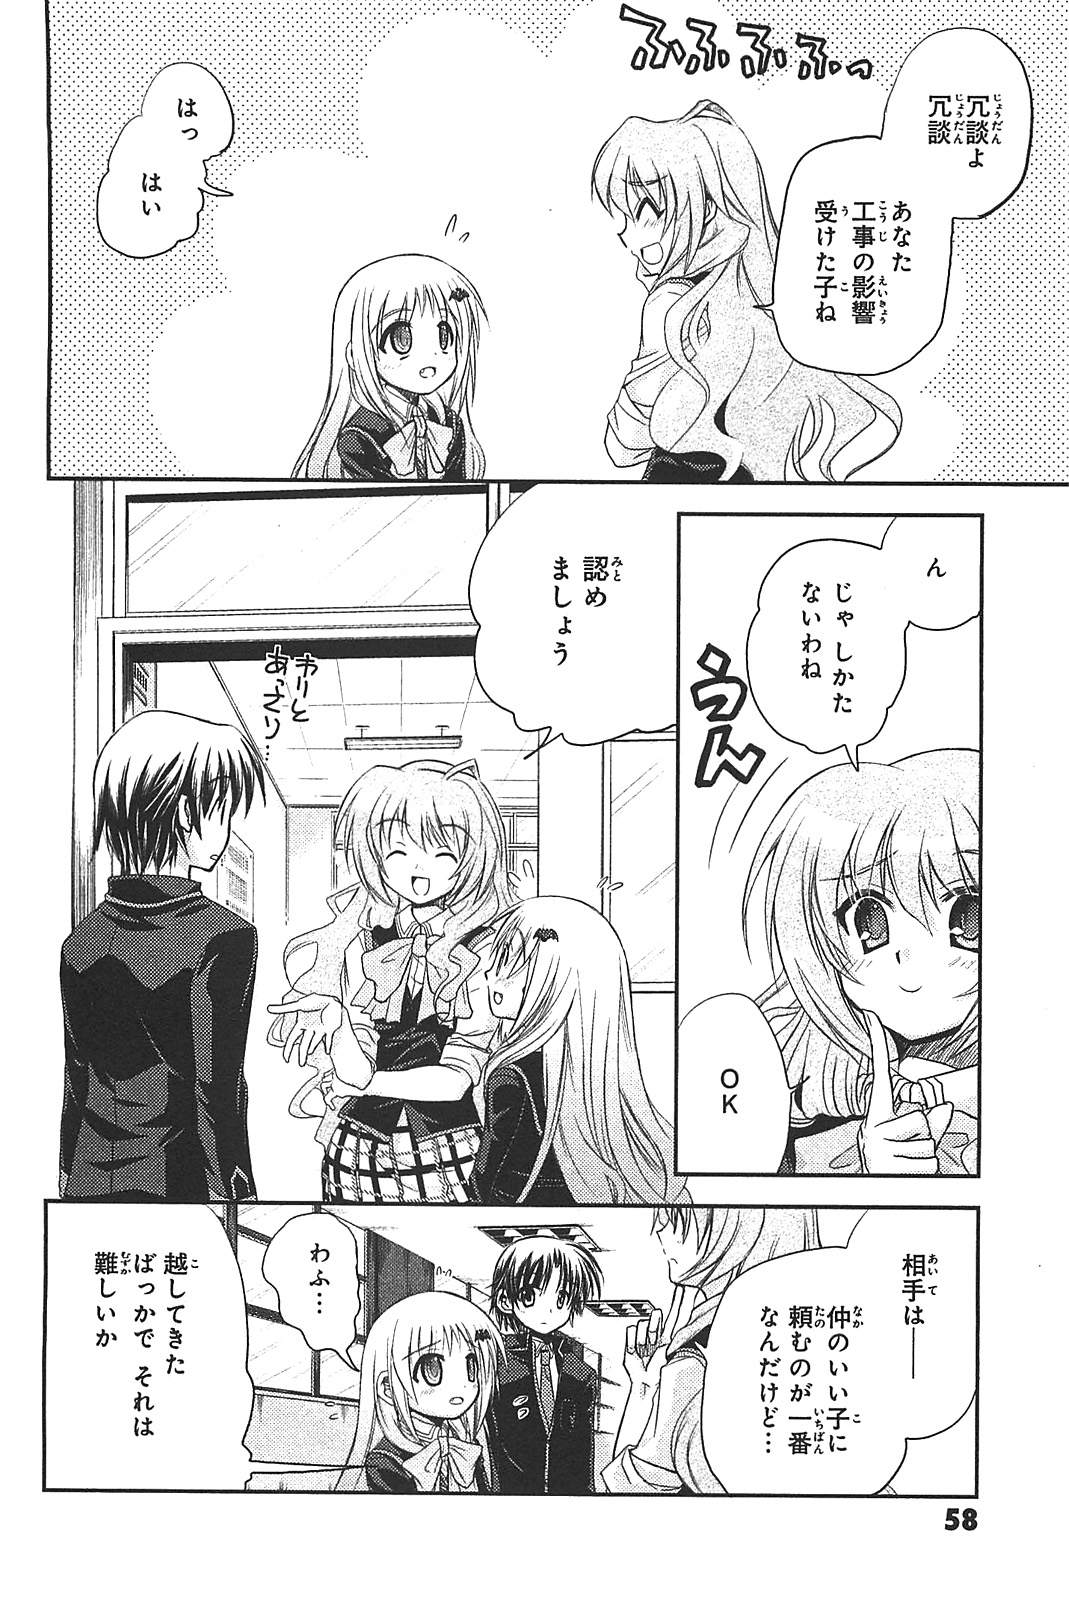 ふふふふっ
冗談よ
冗談
あなた
工事の影響
受けた子ね
はっ
はい
ん
じゃ しかた
ないわね
うん
OK
認め
ましょう
わりと
あっさり…
相手は――
仲のいい子に
頼むのが一番
なんだけど…
わふ…
越してきた
ばっかで それは
難しいか
58